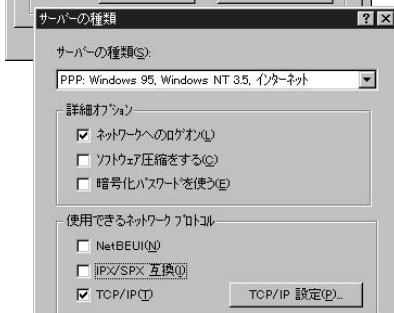 サーバーの種類
サーバーの種類(S):
PPP: Windows 95, Windows NT 3.5, インターネット
詳細オプション
ネットワークへのログオン(L)
ソフトウェア圧縮をする(C)
暗号化パスワードを使う(E)
使用できるネットワーク プロトコル
NetBEUI(N)
IPX/SPX 互換(I)
TCP/IP(T)
TCP/IP 設定(P)...